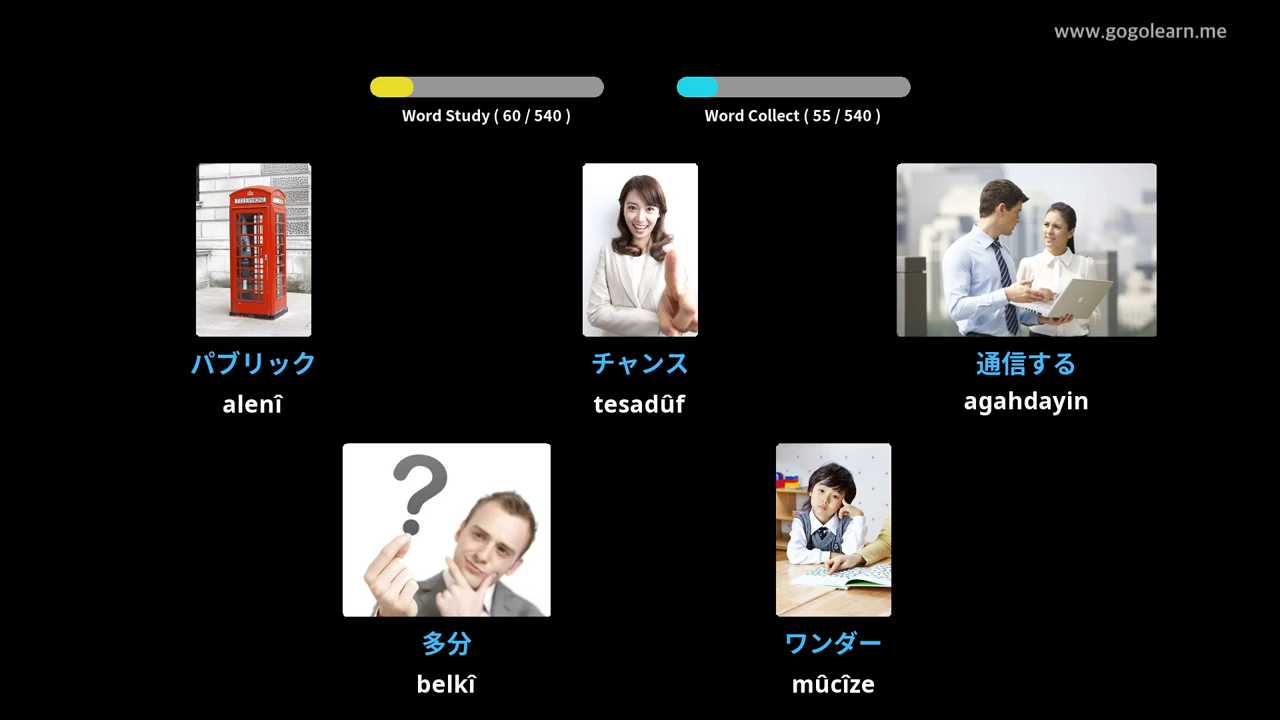 www.gogolearn.me
Word Study ( 60 / 540 )
Word Collect ( 55 / 540 )
TELEPHONE
パブリック
alenî
チャンス
tesadûf
通信する
agahdayin
?
多分
belkî
ワンダー
mûcîze